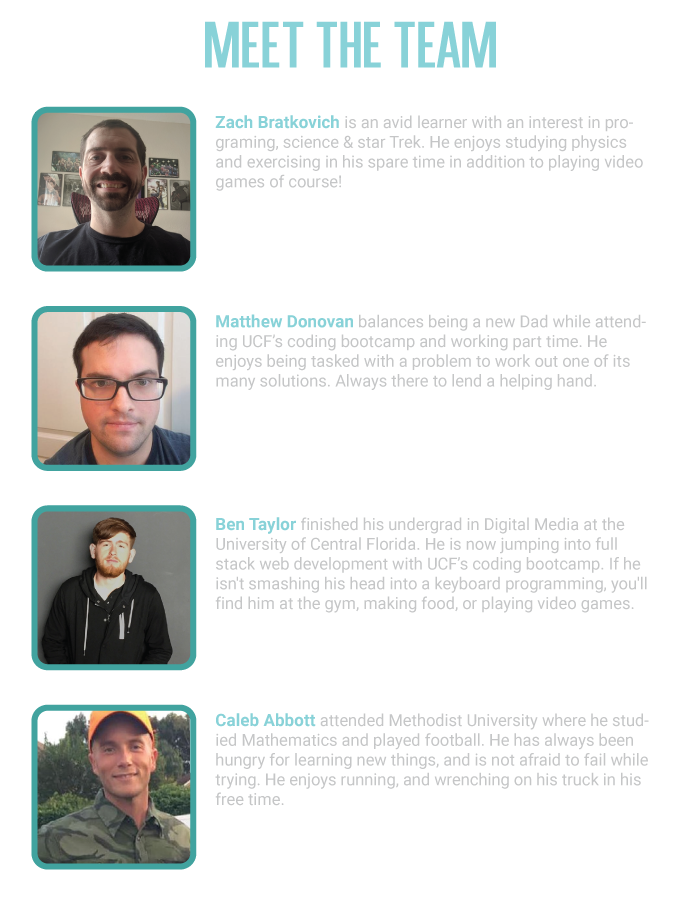 MEET THE TEAM
Zach Bratkovich is an avid learner with an interest in pro-
graming, science & star Trek. He enjoys studying physics
and exercising in his spare time in addition to playing video
games of course!
Matthew Donovan balances being a new Dad while attend-
ing UCF's coding bootcamp and working part time. He
enjoys being tasked with a problem to work out one of its
many solutions. Always there to lend a helping hand.
Ben Taylor finished his undergrad in Digital Media at the
University of Central Florida. He is now jumping into full
stack web development with UCF's coding bootcamp. If he
isn't smashing his head into a keyboard programming, you'll
find him at the gym, making food, or playing video games.
Caleb Abbott attended Methodist University where he stud-
ied Mathematics and played football. He has always been
hungry for learning new things, and is not afraid to fail while
trying. He enjoys running, and wrenching on his truck in his
free time.